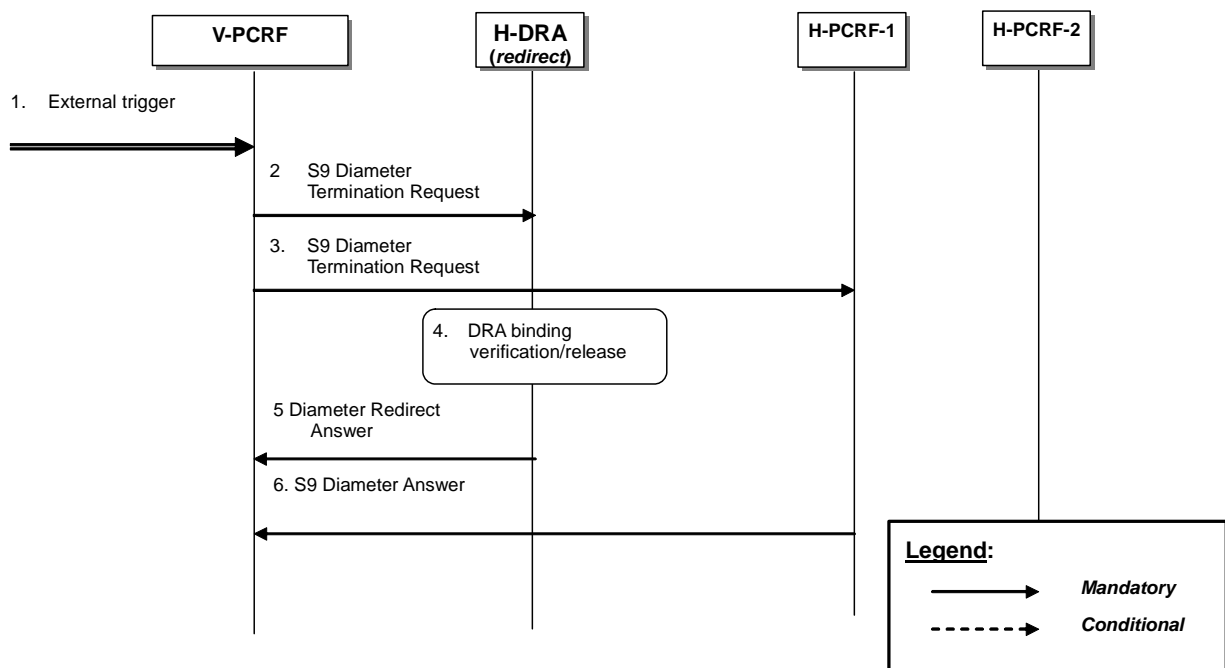 V-PCRF
H-DRA
(redirect)
H-PCRF-1
H-PCRF-2
1. External trigger
2 S9 Diameter
Termination Request
3. S9 Diameter
Termination Request
4. DRA binding
verification/release
5 Diameter Redirect
Answer
6. S9 Diameter Answer
Legend:
Mandatory
Conditional